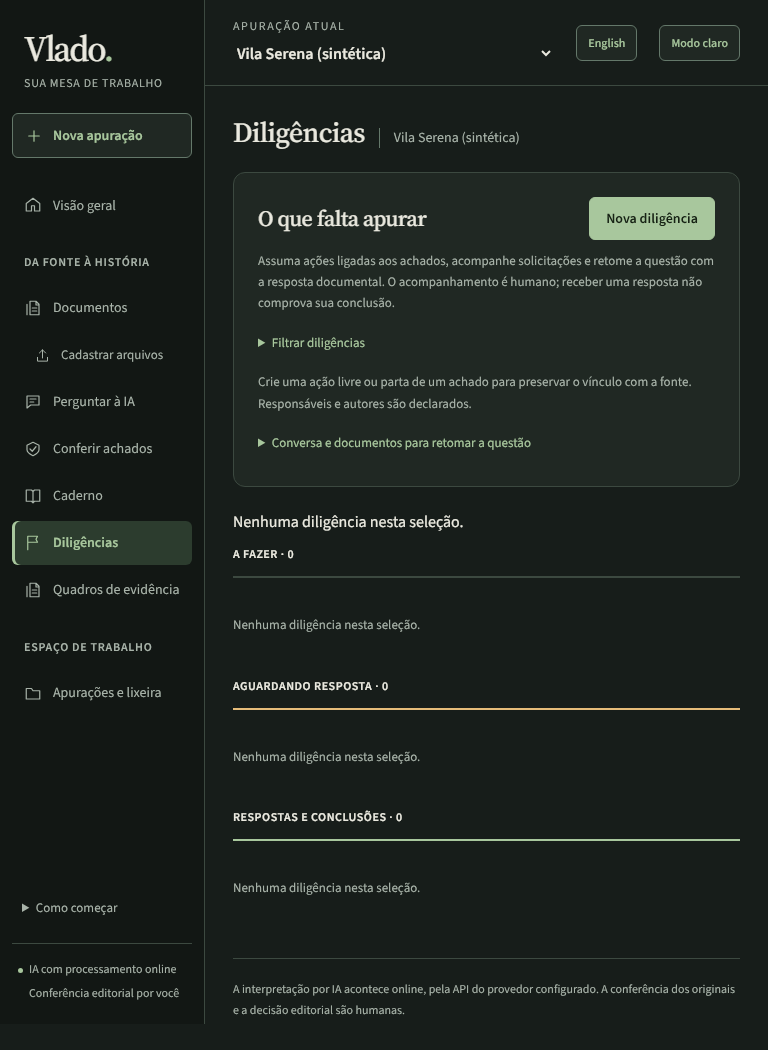 Vlado.
SUA MESA DE TRABALHO
Nova apuração
Visão geral
DA FONTE À HISTÓRIA
Documentos
Cadastrar arquivos
Perguntar à IA
Conferir achados
Caderno
Diligências
Quadros de evidência
ESPAÇO DE TRABALHO
Apurações e lixeira
Como começar
IA com processamento online
Conferência editorial por você
APURAÇÃO ATUAL
Vila Serena (sintética)
English
Modo claro
Diligências
Vila Serena (sintética)
O que falta apurar
Nova diligência
Assuma ações ligadas aos achados, acompanhe solicitações e retome a questão com
a resposta documental. O acompanhamento é humano; receber uma resposta não
comprova sua conclusão.
Filtrar diligências
Crie uma ação livre ou parta de um achado para preservar o vínculo com a fonte.
Responsáveis e autores são declarados.
Conversa e documentos para retomar a questão
Nenhuma diligência nesta seleção.
A FAZER · 0
Nenhuma diligência nesta seleção.
AGUARDANDO RESPOSTA · 0
Nenhuma diligência nesta seleção.
RESPOSTAS E CONCLUSÕES · 0
Nenhuma diligência nesta seleção.
A interpretação por IA acontece online, pela API do provedor configurado. A conferência dos originais
e a decisão editorial são humanas.